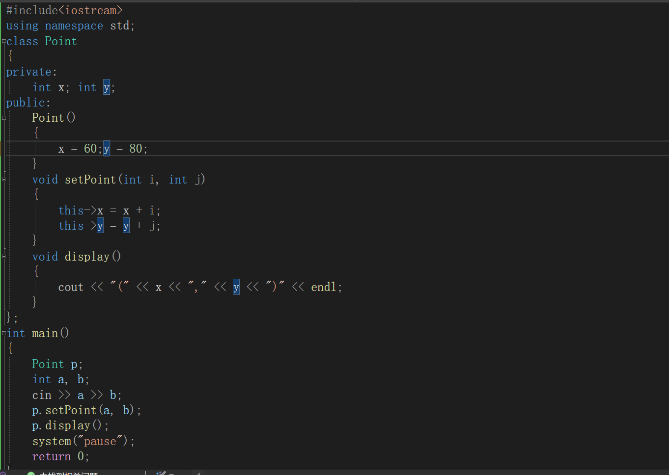 #include<iostream>
using namespace std;
class Point
{
private:
int x; int y;
public:
Point()
{
x = 60;y = 80;
}
void setPoint(int i, int j)
{
this->x = x + i;
this->y = y + j;
}
void display()
{
cout << "(" << x << "," << y << ")" << endl;
}
};
int main()
{
Point p;
int a, b;
cin >> a >> b;
p.setPoint(a, b);
p.display();
system("pause");
return 0;